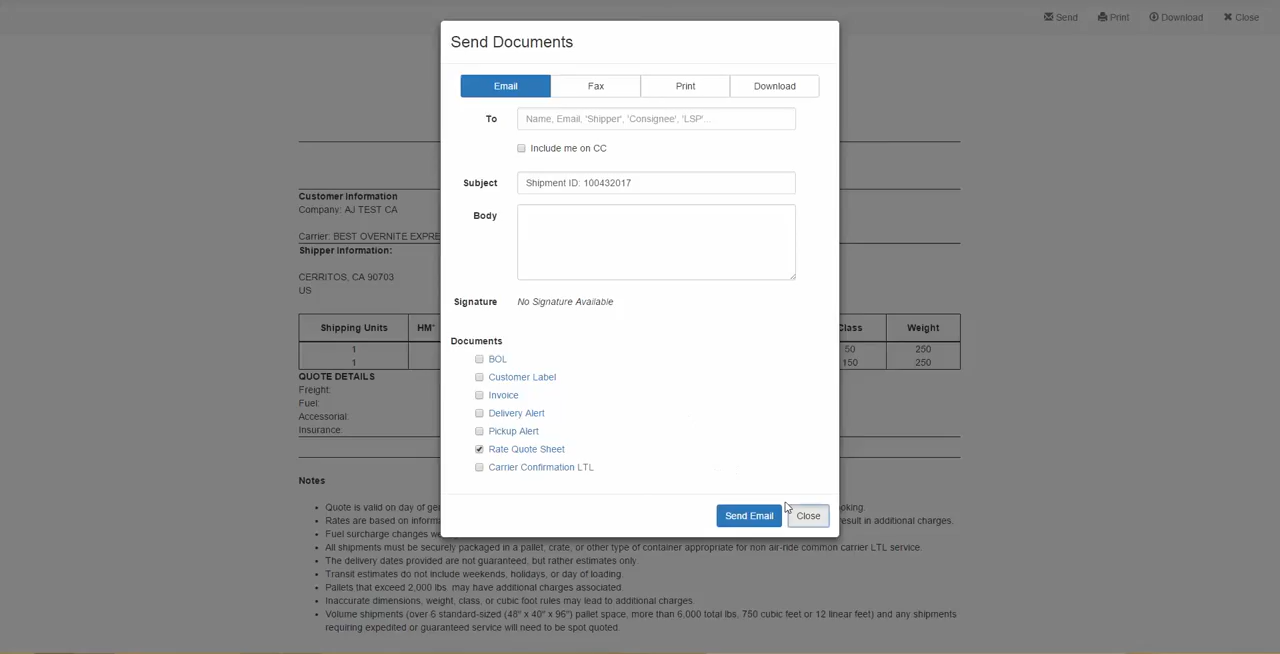 Send Print Download Close
Send Documents
Email Fax Print Download
To Name, Email, 'Shipper', 'Consignee', 'LSP'...
Include me on CC
Subject Shipment ID: 100432017
Body
Signature No Signature Available
Documents
BOL
Customer Label
Invoice
Delivery Alert
Pickup Alert
Rate Quote Sheet
Carrier Confirmation LTL
Send Email Close
Customer Information
Company: AJ TEST CA
Carrier: BEST OVERNITE EXPRE
Shipper Information:
CERRITOS, CA 90703
US
Shipping Units HM* Class Weight
1 50 250
1 150 250
QUOTE DETAILS
Freight:
Fuel:
Accessorial:
Insurance:
Notes
Quote is valid on day of ooking.
Rates are based on result in additional charges.
Fuel surcharge changes
All shipments must be securely packaged in a pallet, crate, or other type of container appropriate for non air-ride common carrier LTL service.
The delivery dates provided are not guaranteed, but rather estimates only.
Transit estimates do not include weekends, holidays, or day of loading.
Pallets that exceed 2,000 lbs. may have additional charges associated.
Inaccurate dimensions, weight, class, or cubic foot rules may lead to additional charges.
Volume shipments (over 6 standard-sized (48" x 40" x 96") pallet space, more than 6,000 total lbs, 750 cubic feet or 12 linear feet) and any shipments
requiring expedited or guaranteed service will need to be spot quoted.